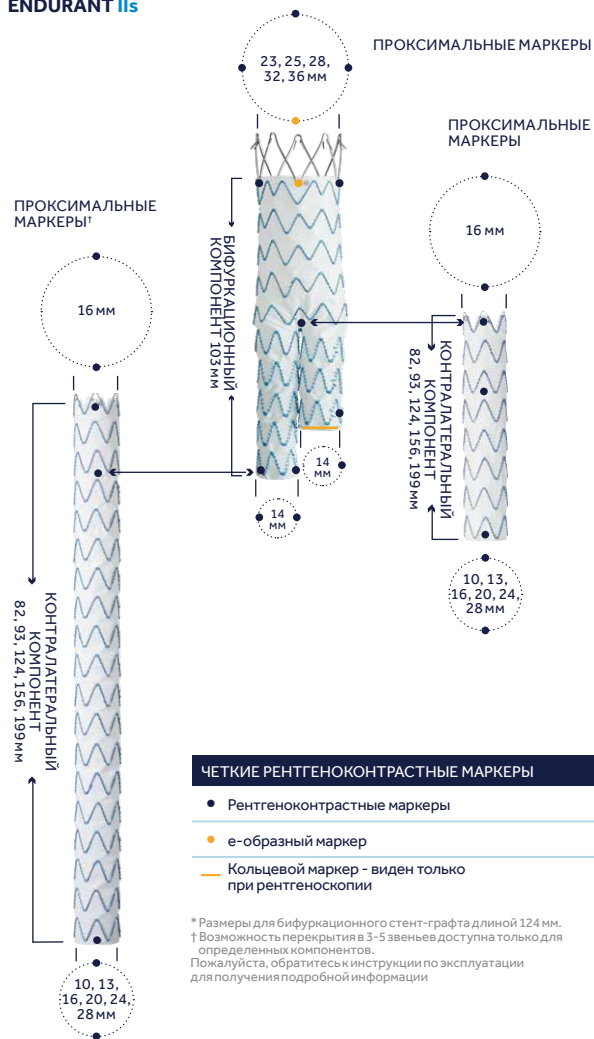 ENDURANT IIs
ПРОКСИМАЛЬНЫЕ МАРКЕРЫ
23, 25, 28,
32, 36 мм
ПРОКСИМАЛЬНЫЕ
МАРКЕРЫ
16 мм
ПРОКСИМАЛЬНЫЕ
МАРКЕРЫ†
16 мм
БИФУРКАЦИОННЫЙ
КОМПОНЕНТ 103 мм
КОНТРАЛАТЕРАЛЬНЫЙ
КОМПОНЕНТ
82, 93, 124, 156, 199 мм
14
мм
14
мм
10, 13,
16, 20, 24,
28 мм
КОНТРАЛАТЕРАЛЬНЫЙ
КОМПОНЕНТ
82, 93, 124, 156, 199 мм
10, 13,
16, 20, 24,
28 мм
ЧЕТКИЕ РЕНТГЕНОКОНТРАСТНЫЕ МАРКЕРЫ
Рентгеноконтрастные маркеры
е-образный маркер
Кольцевой маркер - виден только
при рентгеноскопии
* Размеры для бифуркационного стент-графта длиной 124 мм.
† Возможность перекрытия в 3-5 звеньев доступна только для
определенных компонентов.
Пожалуйста, обратитесь к инструкции по эксплуатации
для получения подробной информации